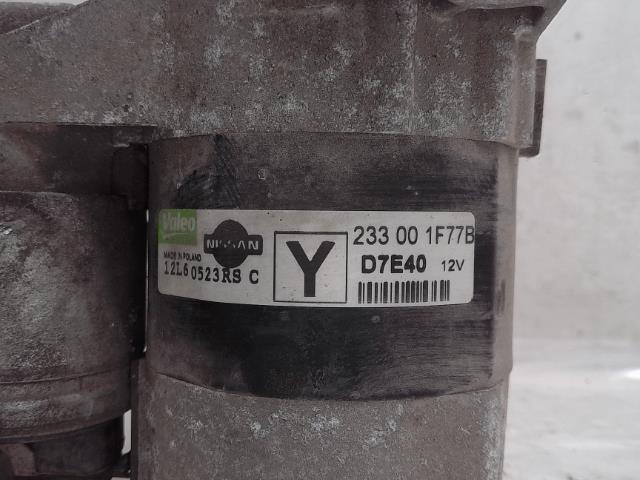 Valeo
NISSAN
MADE IN POLAND
12L6 0523RS C
Y
233 00 1F77B
D7E40 12V